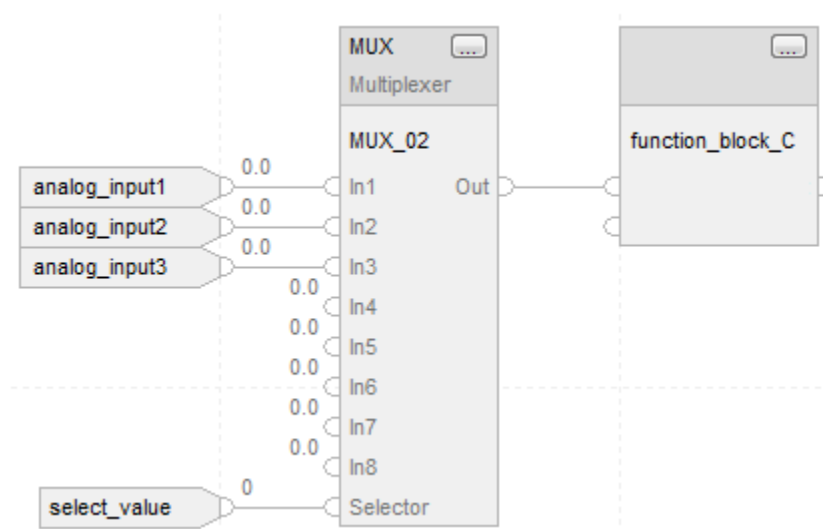 MUX ...
Multiplexer
...
MUX_02
function_block_C
analog_input1 0.0 In1 Out
analog_input2 0.0 In2
analog_input3 0.0 In3
0.0 In4
0.0 In5
0.0 In6
0.0 In7
0.0 In8
select_value 0 Selector